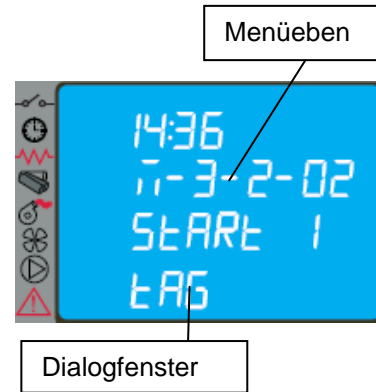 Menüeben
14:36
n-3-2-02
StARt 1
tAG
Dialogfenster